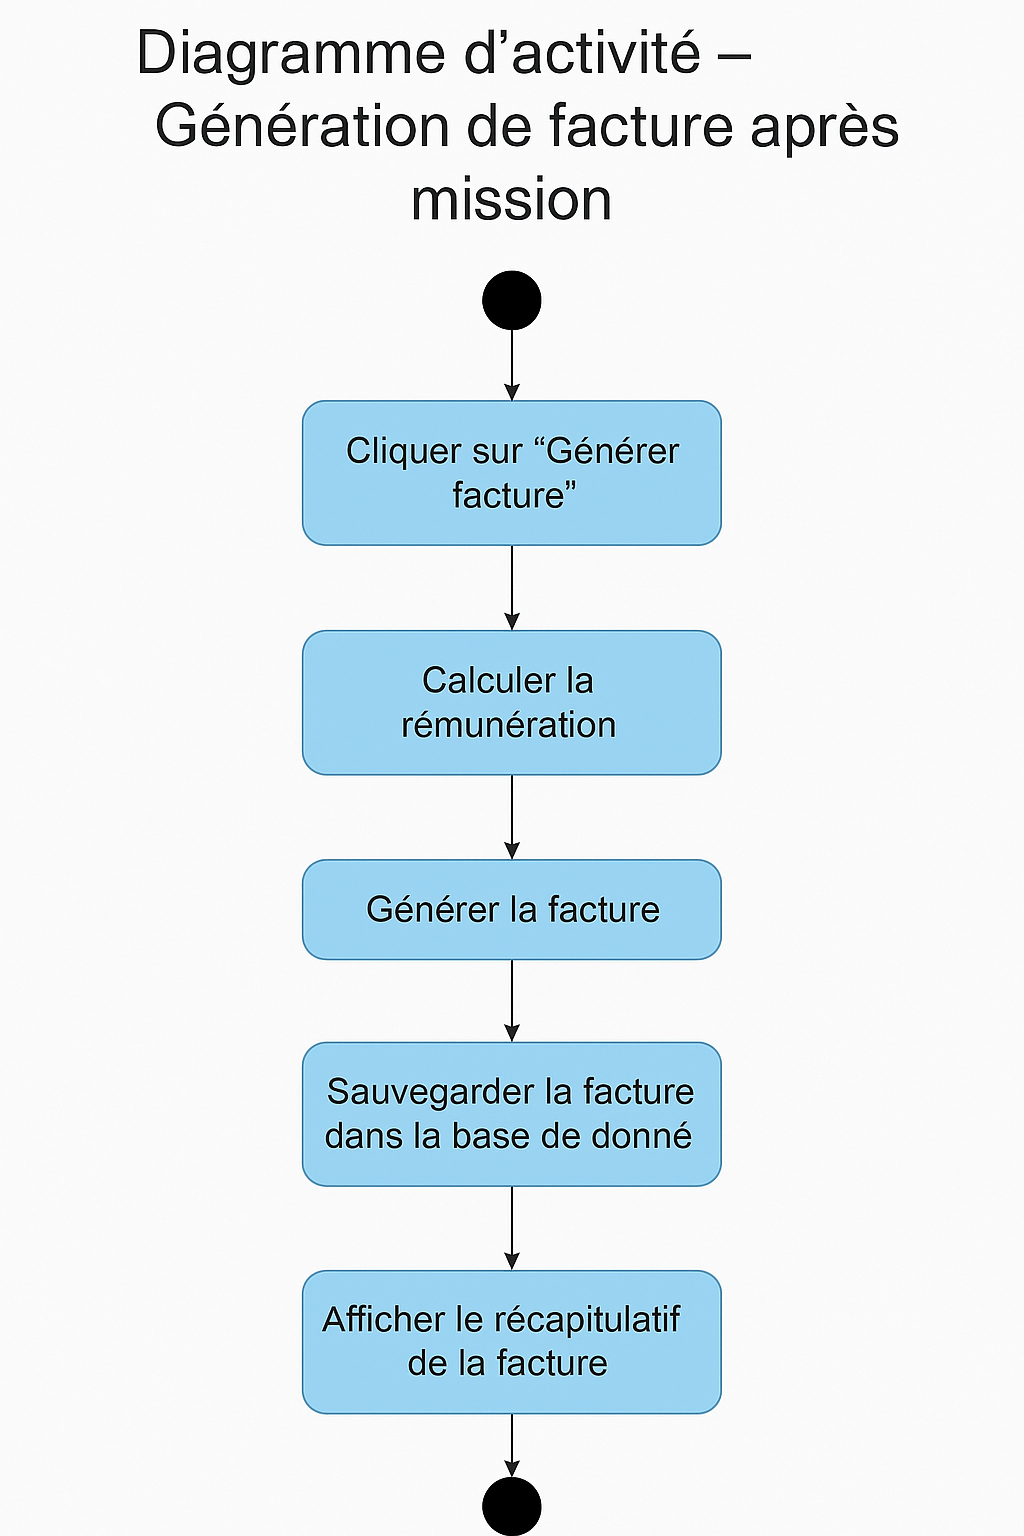 Diagramme d’activité –
Génération de facture après
mission
Cliquer sur “Générer
facture”
Calculer la
rémunération
Générer la facture
Sauvegarder la facture
dans la base de donné
Afficher le récapitulatif
de la facture